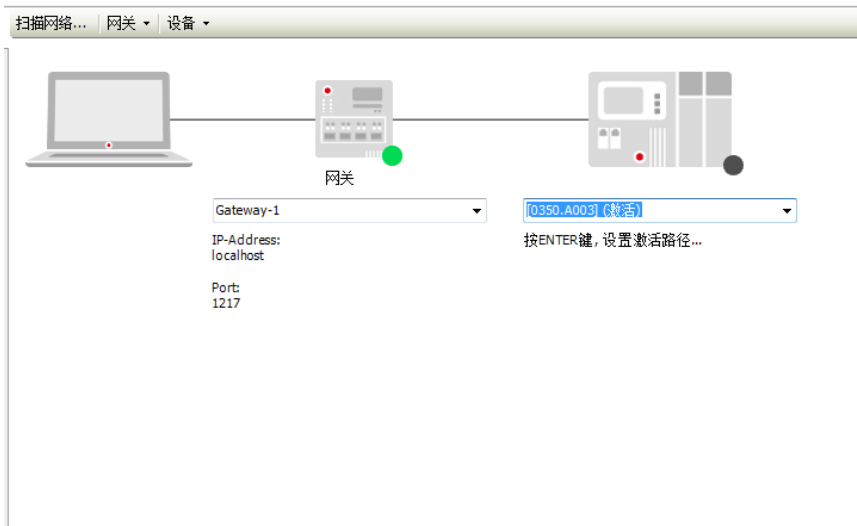 扫描网络... 网关 设备
网关
Gateway-1 [0350.A003] (激活)
IP-Address: 按ENTER键, 设置激活路径...
localhost
Port:
1217